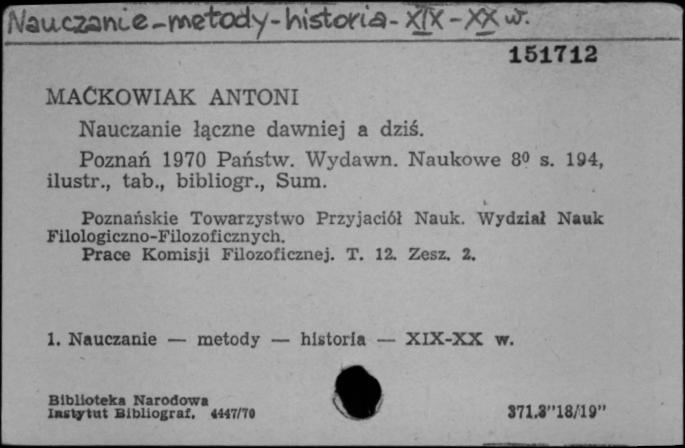 Nauczanie-metody-historia-XIX-XX w.
151712
MAĆKOWIAK ANTONI
Nauczanie łączne dawniej a dziś.
Poznań 1970 Państw. Wydawn. Naukowe 8⁰ s. 194,
ilustr., tab., bibliogr., Sum.
Poznańskie Towarzystwo Przyjaciół Nauk. Wydział Nauk
Filologiczno-Filozoficznych.
Prace Komisji Filozoficznej. T. 12. Zesz. 2.
1. Nauczanie — metody — historia — XIX-XX w.
Biblioteka Narodowa
Instytut Bibliograf. 4447/70
371.3"18/19"